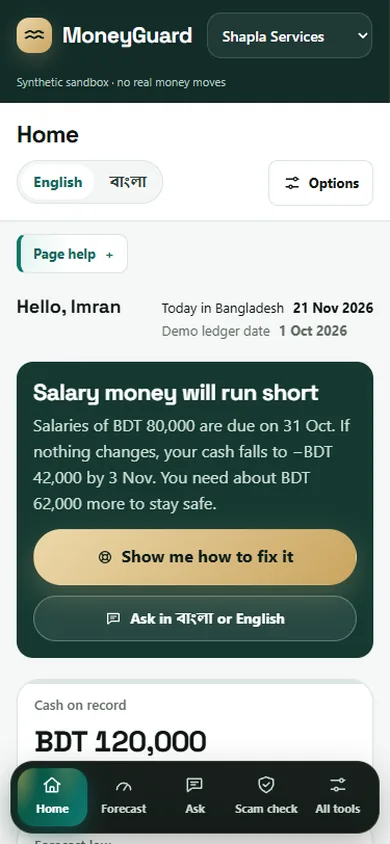 MoneyGuard
Shapla Services
Synthetic sandbox · no real money moves
Home
English
বাংলা
Options
Page help +
Hello, Imran
Today in Bangladesh 21 Nov 2026
Demo ledger date 1 Oct 2026
Salary money will run short
Salaries of BDT 80,000 are due on 31 Oct. If
nothing changes, your cash falls to −BDT
42,000 by 3 Nov. You need about BDT
62,000 more to stay safe.
Show me how to fix it
Ask in বাংলা or English
Cash on record
BDT 120,000
Home
Forecast
Ask
Scam check
All tools